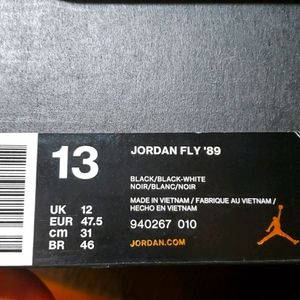 13
UK 12
EUR 47.5
cm 31
BR 46
JORDAN FLY '89
BLACK/BLACK-WHITE
NOIR/BLANC/NOIR
MADE IN VIETNAM / FABRIQUE AU VIETNAM /
HECHO EN VIETNAM
940267 010
JORDAN.COM